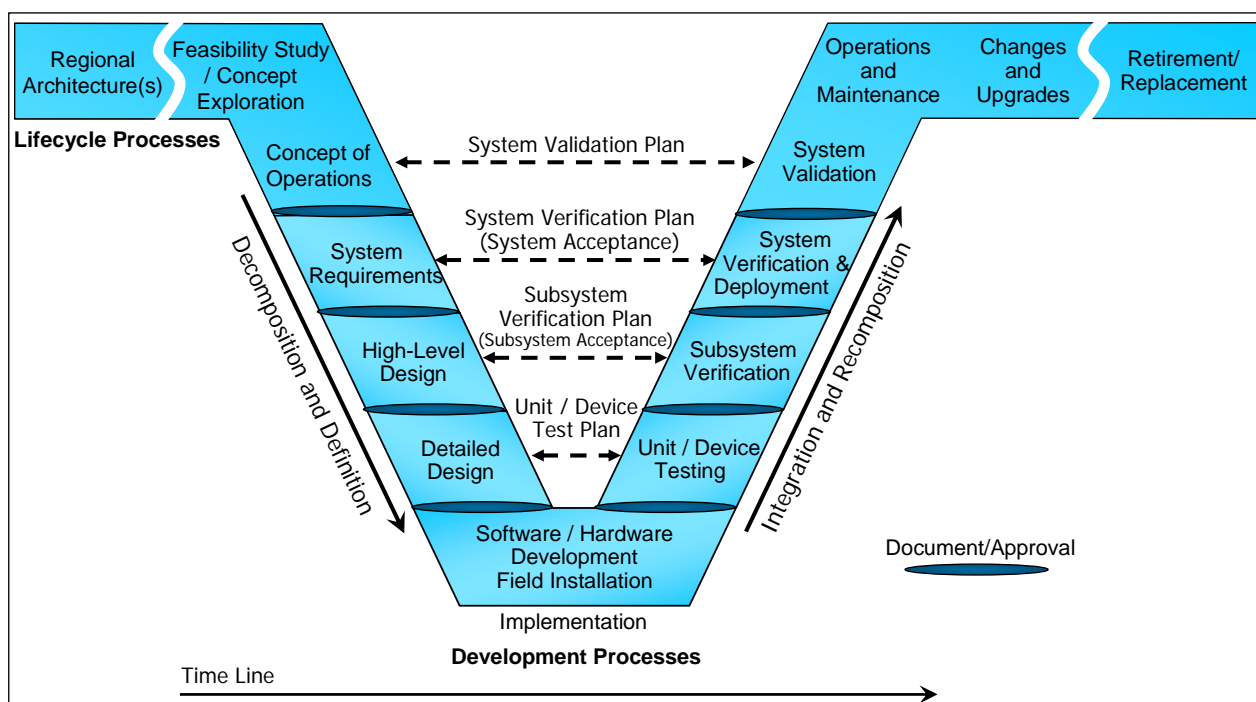 Regional
Architecture(s)
Feasibility Study
/ Concept
Exploration
Operations
and
Maintenance
Changes
and
Upgrades
Retirement/
Replacement
Lifecycle Processes
Concept of
Operations
System Validation Plan
System
Validation
System
Requirements
System Verification Plan
(System Acceptance)
System
Verification &
Deployment
High-Level
Design
Subsystem
Verification Plan
(Subsystem Acceptance)
Subsystem
Verification
Detailed
Design
Unit / Device
Test Plan
Unit / Device
Testing
Decomposition and Definition
Integration and Recomposition
Software / Hardware
Development
Field Installation
Document/Approval
Implementation
Development Processes
Time Line